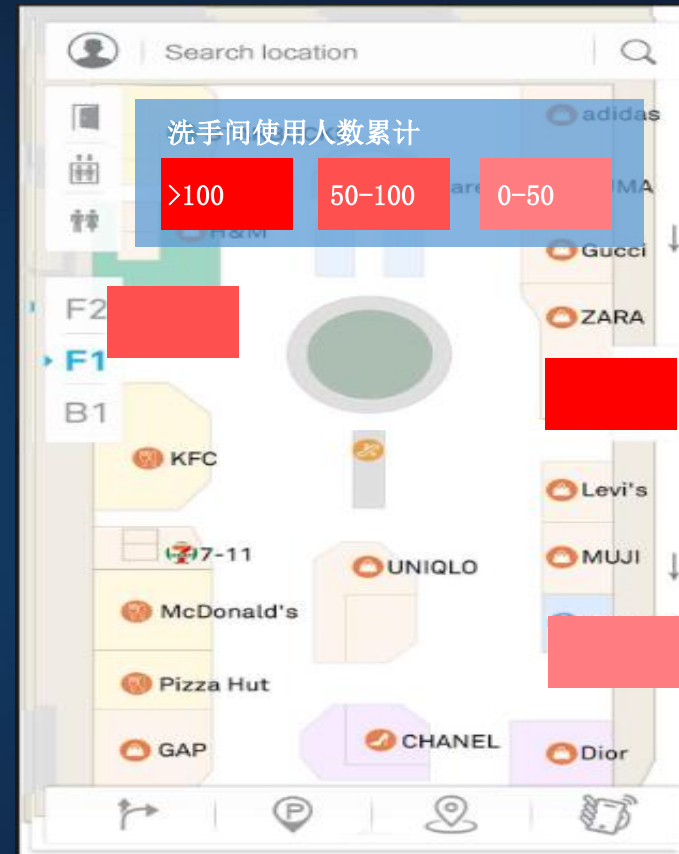 Search location
洗手间使用人数累计
adidas
>100 50-100 0-50
UMA
H&M
Gucci
F2
ZARA
F1
B1
KFC
Levi's
7-11
MUJI
UNIQLO
McDonald's
Pizza Hut
GAP
CHANEL
Dior
P